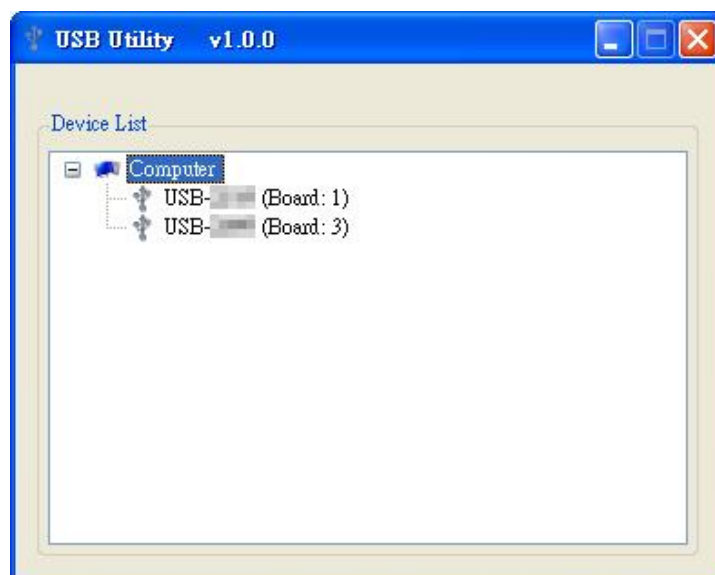 USB Utility v1.0.0
Device List
Computer
USB- (Board: 1)
USB- (Board: 3)